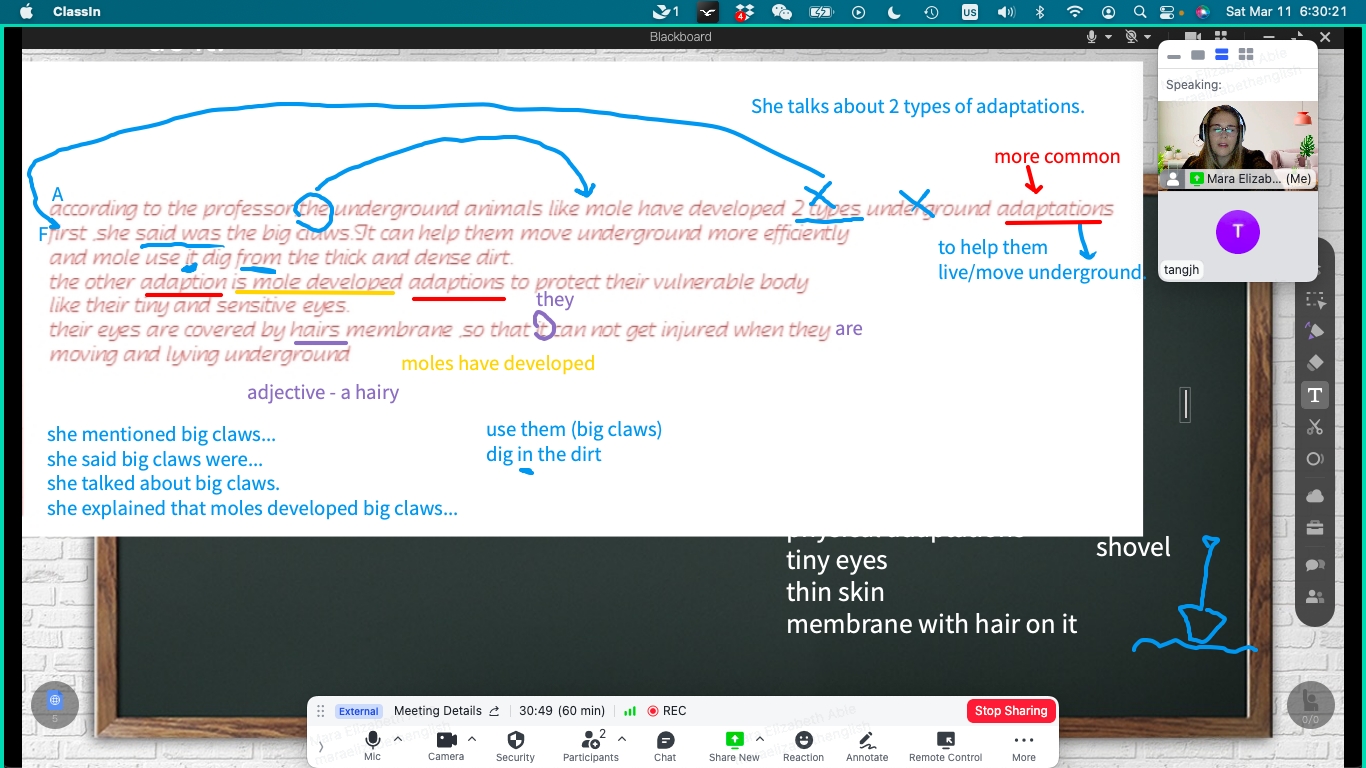 ClassIn
1
4
US
Sat Mar 11 6:30:21
Blackboard
Speaking:
Mara Elizab... (Me)
T
tangjh
She talks about 2 types of adaptations.
more common
A
according to the professor the underground animals like mole have developed 2 types underground adaptations
F
first ,she said was the big claws.It can help them move underground more efficiently
to help them
and mole use it dig from the thick and dense dirt.
live/move underground.
the other adaption is mole developed adaptions to protect their vulnerable body
they
like their tiny and sensitive eyes.
their eyes are covered by hairs membrane ,so that it can not get injured when they are
moving and lyving underground
moles have developed
adjective - a hairy
she mentioned big claws...
use them (big claws)
she said big claws were...
dig in the dirt
she talked about big claws.
she explained that moles developed big claws...
physical adaptations
shovel
tiny eyes
thin skin
membrane with hair on it
5
0/0
External
Meeting Details
30:49 (60 min)
REC
Stop Sharing
2
Mic
Camera
Security
Participants
Chat
Share New
Reaction
Annotate
Remote Control
More